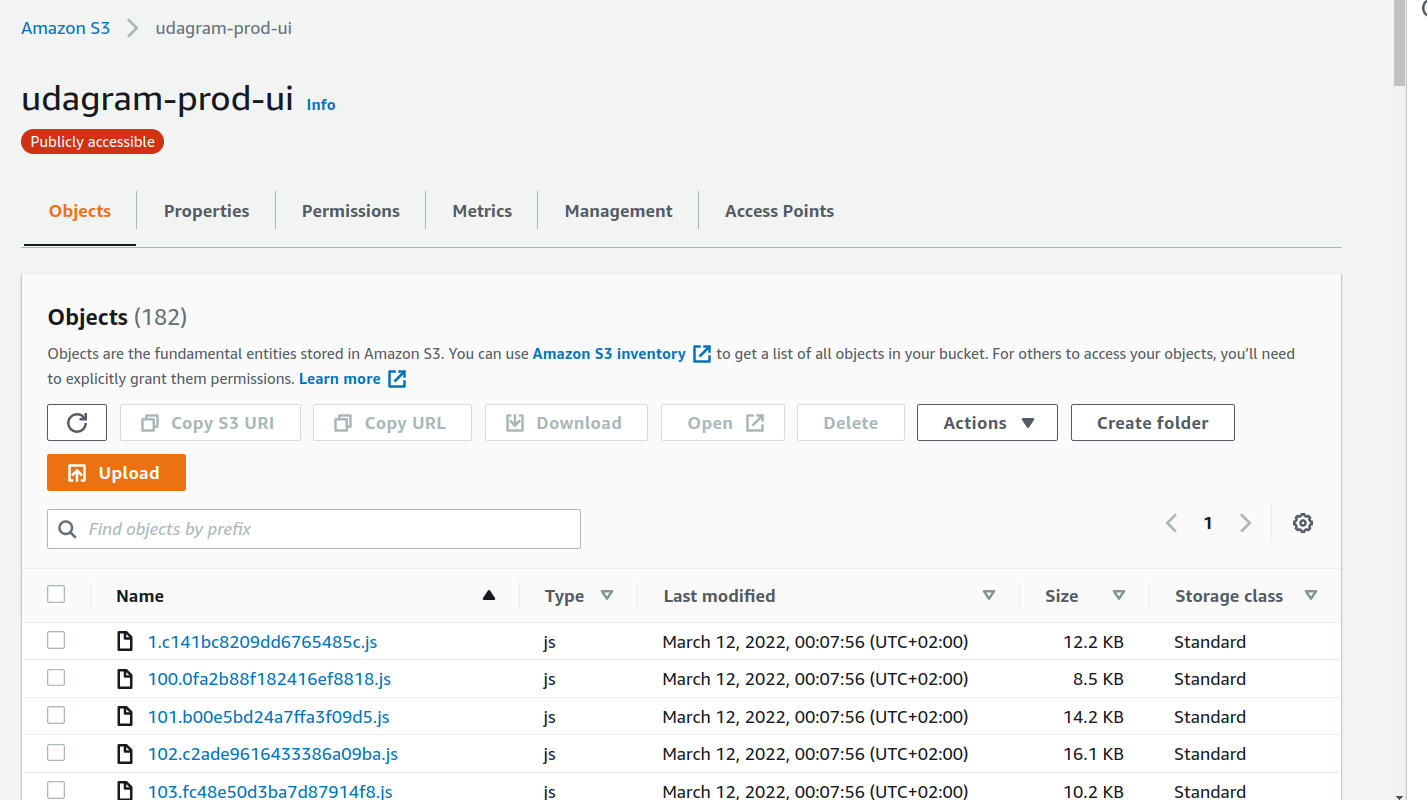 Amazon S3 udagram-prod-ui
udagram-prod-ui Info
Publicly accessible
Objects Properties Permissions Metrics Management Access Points
Objects (182)
Objects are the fundamental entities stored in Amazon S3. You can use Amazon S3 inventory to get a list of all objects in your bucket. For others to access your objects, you'll need
to explicitly grant them permissions. Learn more
Copy S3 URI Copy URL Download Open Delete Actions Create folder
Upload
Find objects by prefix 1
Name Type Last modified Size Storage class
1.c141bc8209dd6765485c.js js March 12, 2022, 00:07:56 (UTC+02:00) 12.2 KB Standard
100.0fa2b88f182416ef8818.js js March 12, 2022, 00:07:56 (UTC+02:00) 8.5 KB Standard
101.b00e5bd24a7ffa3f09d5.js js March 12, 2022, 00:07:56 (UTC+02:00) 14.2 KB Standard
102.c2ade9616433386a09ba.js js March 12, 2022, 00:07:56 (UTC+02:00) 16.1 KB Standard
103.fc48e50d3ba7d87914f8.js js March 12, 2022, 00:07:56 (UTC+02:00) 10.2 KB Standard